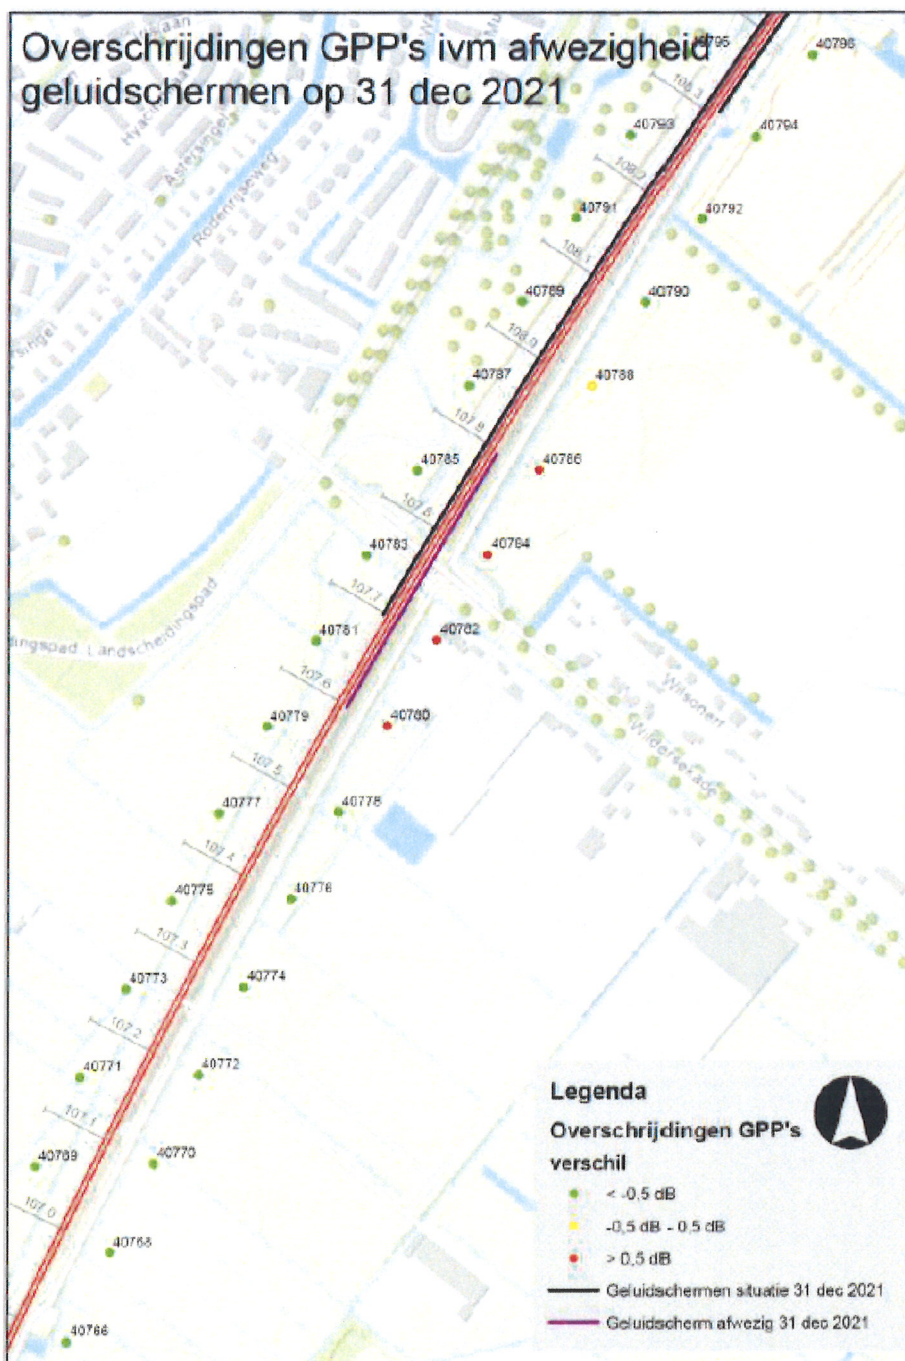 Overschrijdingen GPP's ivm afwezigheid
geluidschermen op 31 dec 2021
40795
40796
108.3
40793
40794
Hyacint
Astersingel
108.2
Rodenrijseweg
40791
40792
108.1
40789
40790
108.0
rsingel
40787
40788
107.9
40785
40786
107.8
40783
40784
107.7
40781
40782
ingspad Landscheidingspad
107.6
Wilsonerf
40779
40780
Wildersekade
107.5
40777
40778
107.4
40775
40776
107.3
40773
40774
107.2
40771
40772
107.1
40769
40770
107.0
40768
40766
Legenda
Overschrijdingen GPP's
verschil
< -0,5 dB
-0,5 dB - 0,5 dB
> 0,5 dB
Geluidschermen situatie 31 dec 2021
Geluidscherm afwezig 31 dec 2021